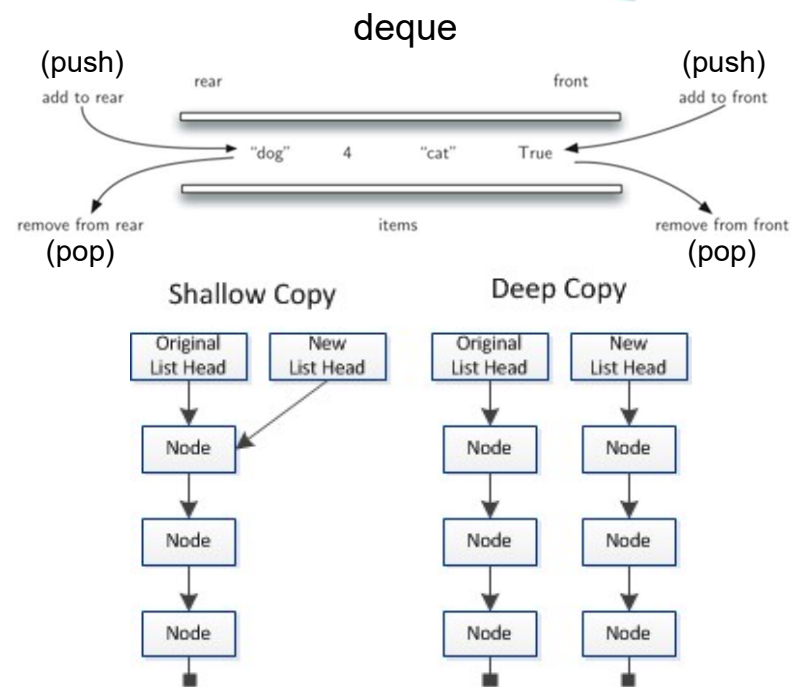 deque
(push)
(push)
rear
front
add to rear
add to front
“dog”
4
“cat”
True
remove from rear
items
remove from front
(pop)
(pop)
Shallow Copy
Deep Copy
Original
List Head
New
List Head
Original
List Head
New
List Head
Node
Node
Node
Node
Node
Node
Node
Node
Node